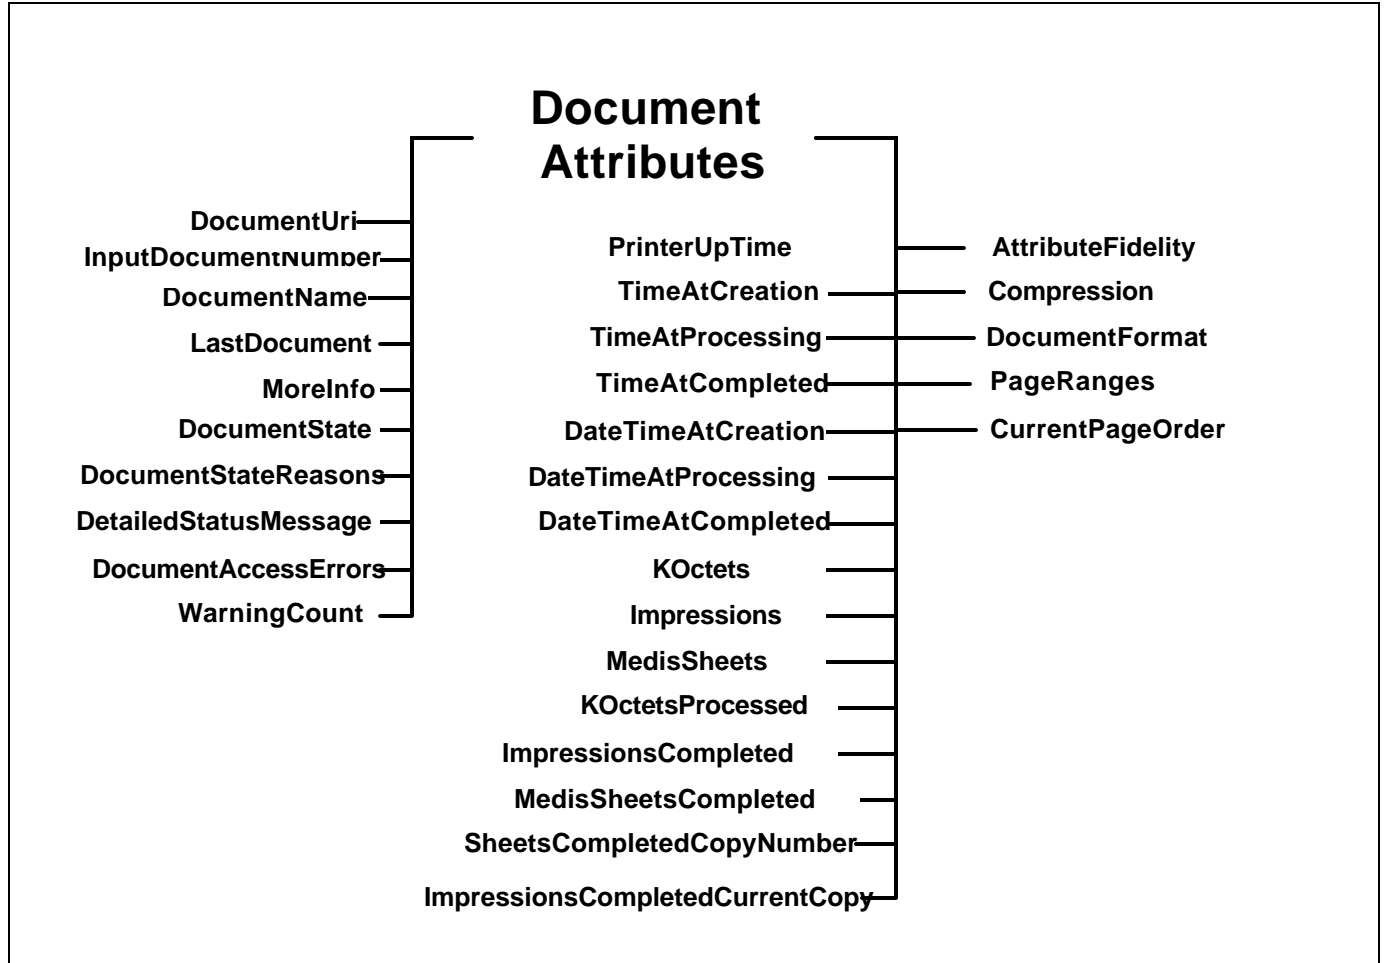 Document
Attributes
DocumentUri
InputDocumentNumber
DocumentName
LastDocument
MoreInfo
DocumentState
DocumentStateReasons
DetailedStatusMessage
DocumentAccessErrors
WarningCount
PrinterUpTime
TimeAtCreation
TimeAtProcessing
TimeAtCompleted
DateTimeAtCreation
DateTimeAtProcessing
DateTimeAtCompleted
KOctets
Impressions
MedisSheets
KOctetsProcessed
ImpressionsCompleted
MedisSheetsCompleted
SheetsCompletedCopyNumber
ImpressionsCompletedCurrentCopy
AttributeFidelity
Compression
DocumentFormat
PageRanges
CurrentPageOrder